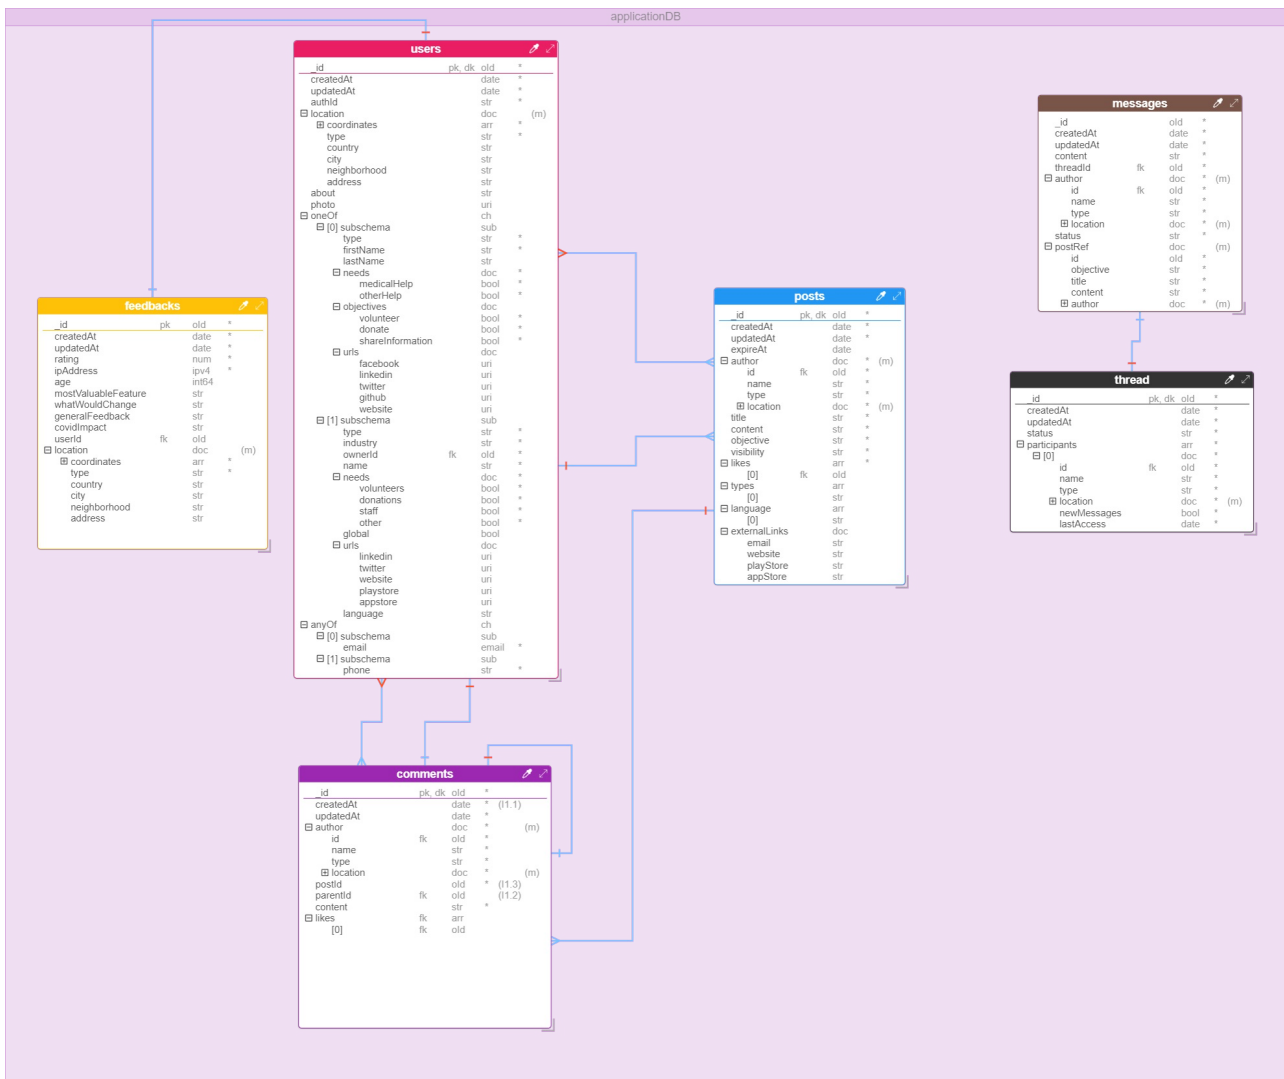 applicationDB
users
_id pk, dk oId *
createdAt date *
updatedAt date *
authId str *
location doc (m)
coordinates arr *
type str *
country str
city str
neighborhood str
address str
about str
photo uri
oneOf ch
[0] subschema sub
type str *
firstName str *
lastName str
needs doc *
medicalHelp bool *
otherHelp bool *
objectives doc
volunteer bool *
donate bool *
shareInformation bool *
urls doc
facebook uri
linkedin uri
twitter uri
github uri
website uri
[1] subschema sub
type str *
industry str *
ownerId fk oId *
name str *
needs doc *
volunteers bool *
donations bool *
staff bool *
other bool *
global bool
urls doc
linkedin uri
twitter uri
website uri
playstore uri
appstore uri
language str
anyOf ch
[0] subschema sub
email email *
[1] subschema sub
phone str *
messages
_id oId *
createdAt date *
updatedAt date *
content str *
threadId fk oId *
author doc * (m)
id fk oId *
name str *
type str *
location doc * (m)
status str *
postRef doc (m)
id oId *
objective str *
title str *
content str *
author doc * (m)
feedbacks
_id pk oId *
createdAt date *
updatedAt date *
rating num *
ipAddress ipv4 *
age int64
mostValuableFeature str
whatWouldChange str
generalFeedback str
covidImpact str
userId fk oId
location doc (m)
coordinates arr *
type str *
country str
city str
neighborhood str
address str
posts
_id pk, dk oId *
createdAt date *
updatedAt date *
expireAt date
author doc * (m)
id fk oId *
name str *
type str *
location doc * (m)
title str *
content str *
objective str *
visibility str *
likes arr *
[0] fk oId
types arr
[0] str
language arr
[0] str
externalLinks doc
email str
website str
playStore str
appStore str
thread
_id pk, dk oId *
createdAt date *
updatedAt date *
status str *
participants arr *
[0] doc *
id fk oId *
name str *
type str *
location doc * (m)
newMessages bool *
lastAccess date *
comments
_id pk, dk oId *
createdAt date * (I1.1)
updatedAt date *
author doc * (m)
id fk oId *
name str *
type str *
location doc * (m)
postId oId * (I1.3)
parentId fk oId (I1.2)
content str *
likes fk arr
[0] fk oId